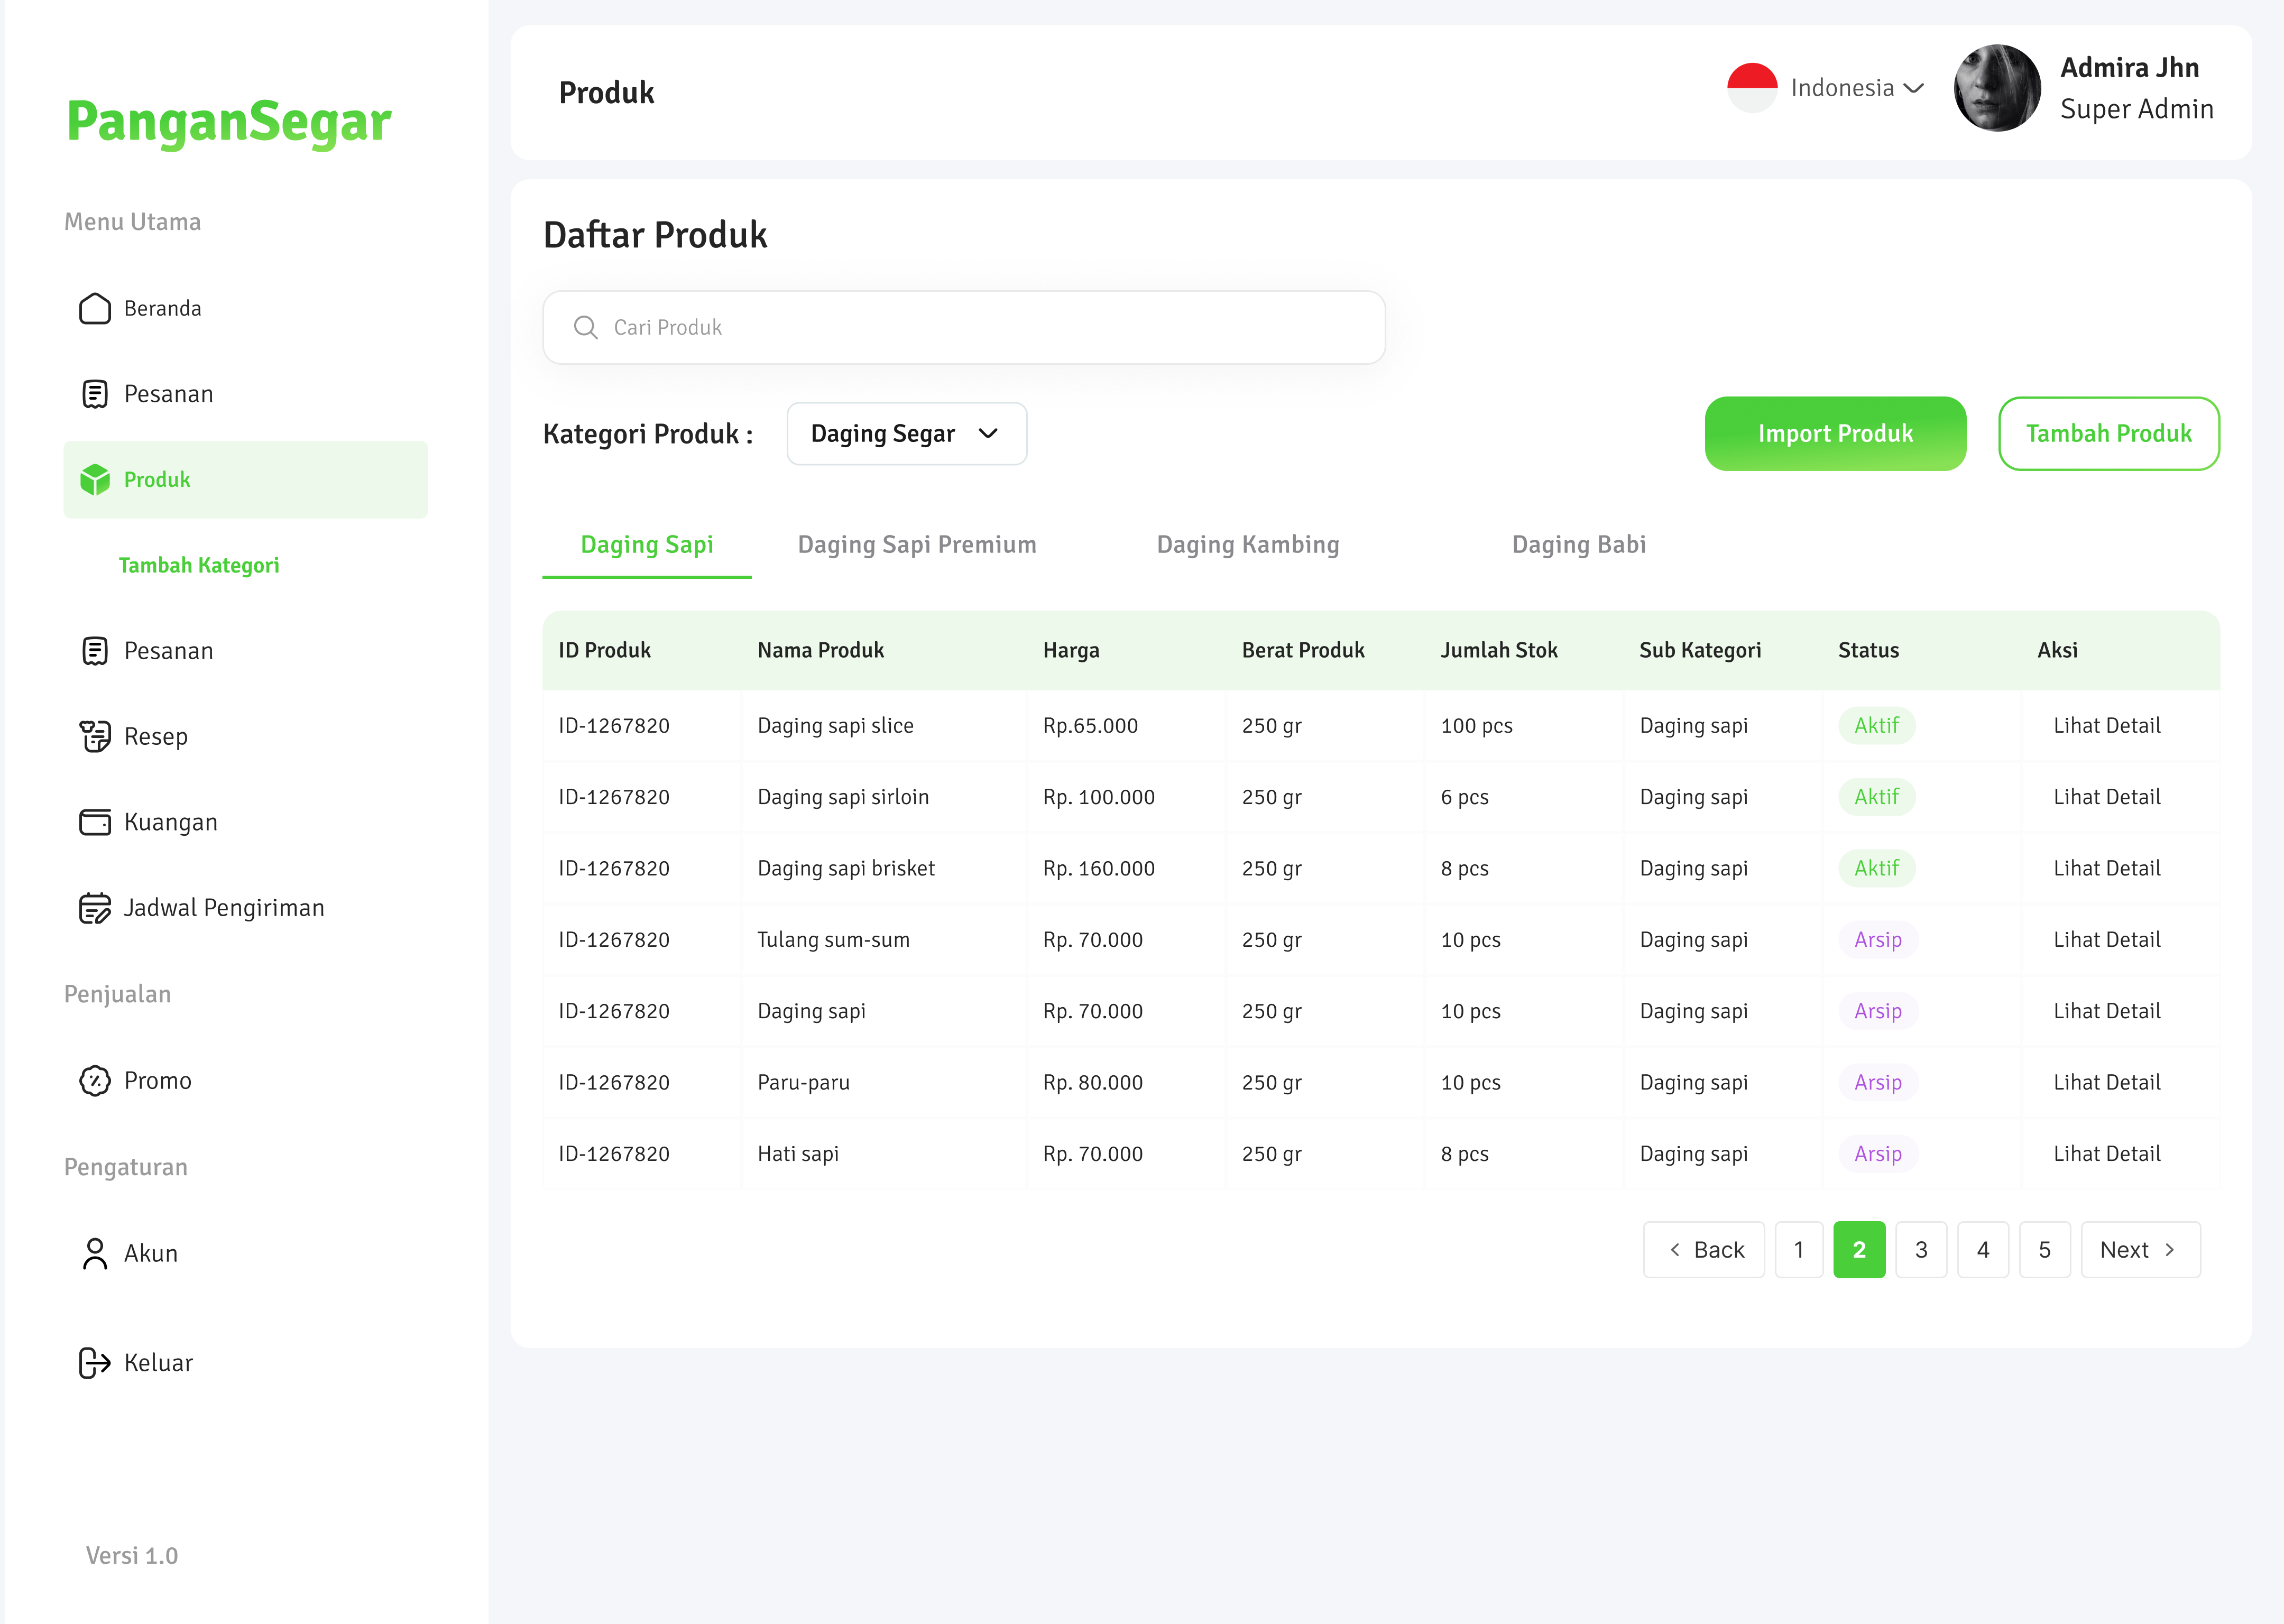 PanganSegar
Menu Utama
Beranda
Pesanan
Produk
Tambah Kategori
Pesanan
Resep
Kuangan
Jadwal Pengiriman
Penjualan
Promo
Pengaturan
Akun
Keluar
Versi 1.0
Produk
Indonesia
Admira Jhn
Super Admin
Daftar Produk
Cari Produk
Kategori Produk :
Daging Segar
Import Produk
Tambah Produk
Daging Sapi
Daging Sapi Premium
Daging Kambing
Daging Babi
ID Produk Nama Produk Harga Berat Produk Jumlah Stok Sub Kategori Status Aksi
ID-1267820 Daging sapi slice Rp.65.000 250 gr 100 pcs Daging sapi Aktif Lihat Detail
ID-1267820 Daging sapi sirloin Rp. 100.000 250 gr 6 pcs Daging sapi Aktif Lihat Detail
ID-1267820 Daging sapi brisket Rp. 160.000 250 gr 8 pcs Daging sapi Aktif Lihat Detail
ID-1267820 Tulang sum-sum Rp. 70.000 250 gr 10 pcs Daging sapi Arsip Lihat Detail
ID-1267820 Daging sapi Rp. 70.000 250 gr 10 pcs Daging sapi Arsip Lihat Detail
ID-1267820 Paru-paru Rp. 80.000 250 gr 10 pcs Daging sapi Arsip Lihat Detail
ID-1267820 Hati sapi Rp. 70.000 250 gr 8 pcs Daging sapi Arsip Lihat Detail
Back 1 2 3 4 5 Next